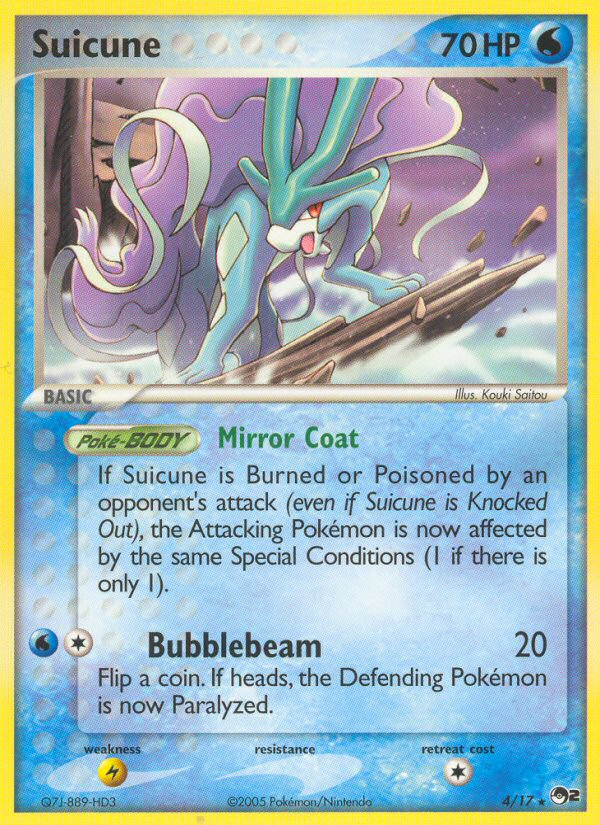 Suicune 70 HP
BASIC
Illus. Kouki Saitou
Poké-BODY Mirror Coat
If Suicune is Burned or Poisoned by an
opponent's attack (even if Suicune is Knocked
Out), the Attacking Pokémon is now affected
by the same Special Conditions (1 if there is
only 1).
Bubblebeam 20
Flip a coin. If heads, the Defending Pokémon
is now Paralyzed.
weakness resistance retreat cost
Q7J-889-HD3 ©2005 Pokémon/Nintendo 4/17 ★ 2